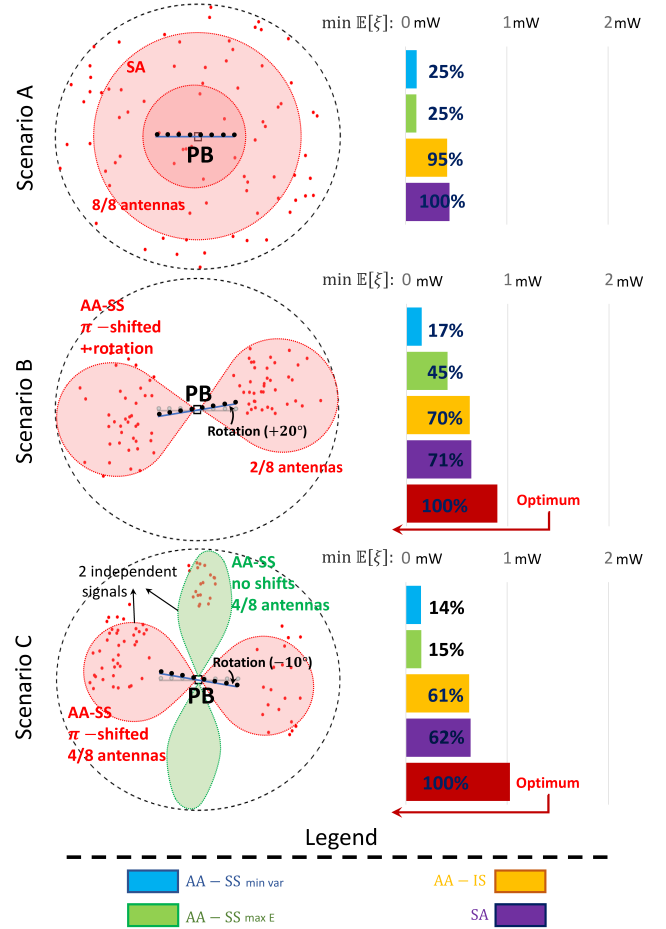 Scenario A
SA
PB
8/8 antennas
min 𝔼[ξ]: 0 mW 1 mW 2 mW
25%
25%
95%
100%
Scenario B
AA-SS
π −shifted
+rotation
PB
Rotation (+20°)
2/8 antennas
min 𝔼[ξ]: 0 mW 1 mW 2 mW
17%
45%
70%
71%
100%
Optimum
Scenario C
2 independent
signals
AA-SS
no shifts
4/8 antennas
Rotation (−10°)
PB
AA-SS
π −shifted
4/8 antennas
min 𝔼[ξ]: 0 mW 1 mW 2 mW
14%
15%
61%
62%
100%
Optimum
Legend
AA − SS min var
AA − IS
AA − SS max E
SA